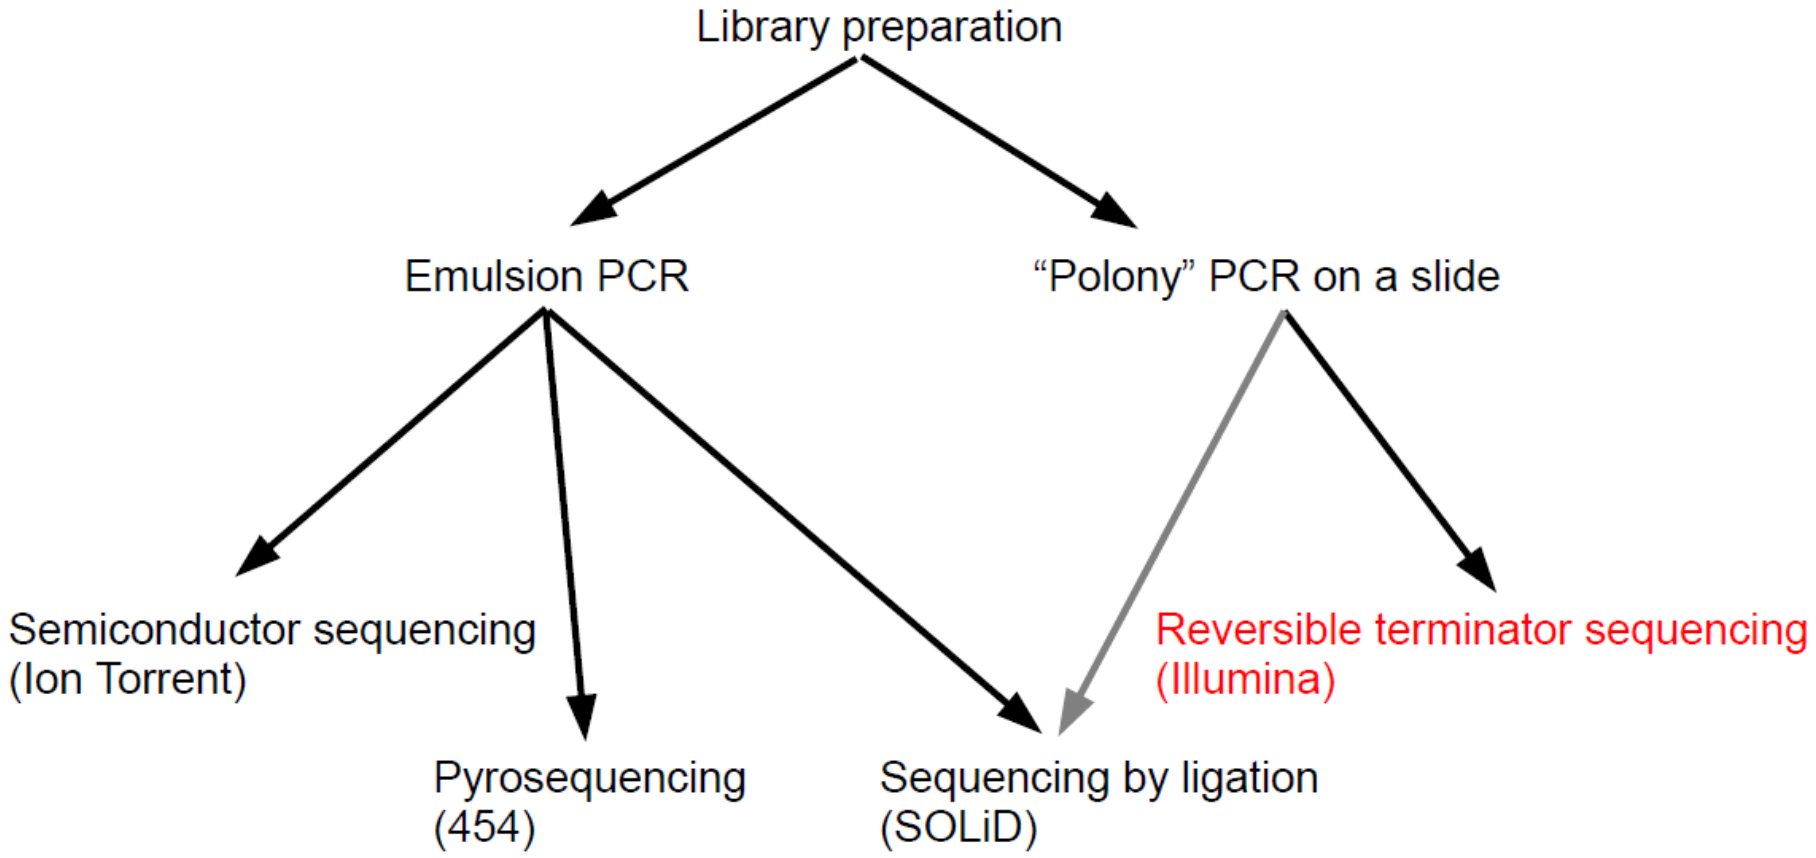 Library preparation
Emulsion PCR
“Polony” PCR on a slide
Semiconductor sequencing
(Ion Torrent)
Reversible terminator sequencing
(Illumina)
Pyrosequencing
(454)
Sequencing by ligation
(SOLiD)